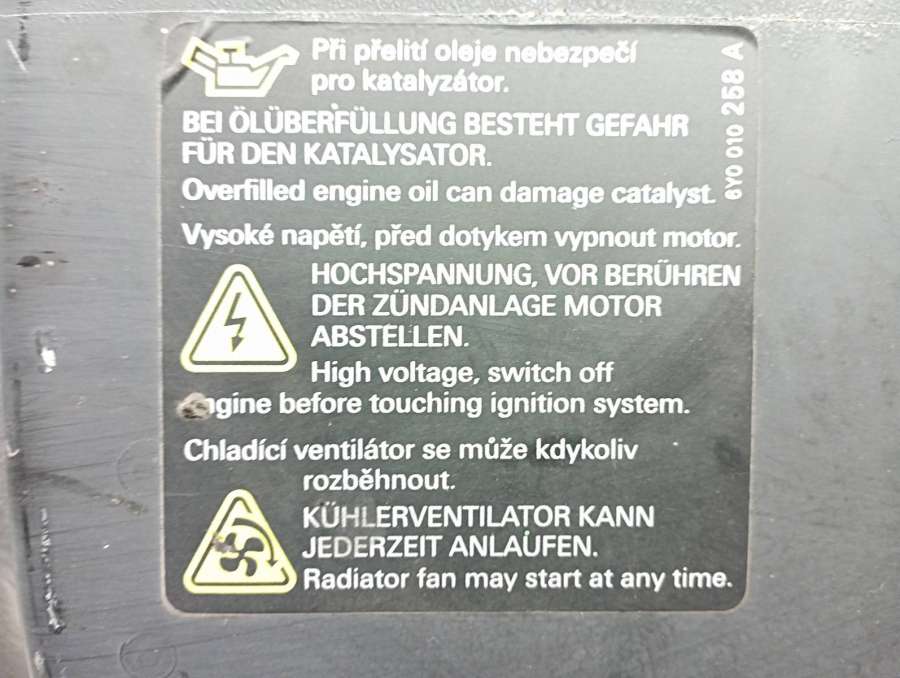 Při přelití oleje nebezpečí
pro katalyzátor.
BEI ÖLÜBERFÜLLUNG BESTEHT GEFAHR
FÜR DEN KATALYSATOR.
Overfilled engine oil can damage catalyst.
6Y0 010 258 A
Vysoké napětí, před dotykem vypnout motor.
HOCHSPANNUNG, VOR BERÜHREN
DER ZÜNDANLAGE MOTOR
ABSTELLEN.
High voltage, switch off
engine before touching ignition system.
Chladící ventilátor se může kdykoliv
rozběhnout.
KÜHLERVENTILATOR KANN
JEDERZEIT ANLAUFEN.
Radiator fan may start at any time.